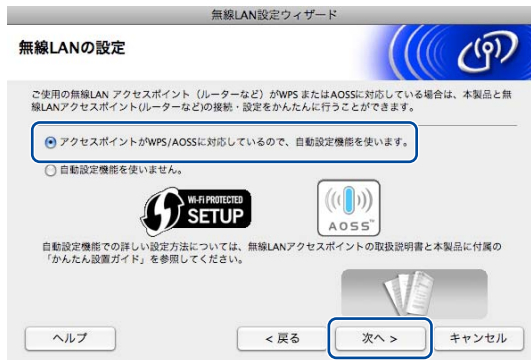 無線LAN設定ウィザード
無線LANの設定
ご使用の無線LAN アクセスポイント（ルーターなど）がWPS またはAOSSに対応している場合は、本製品と無
線LANアクセスポイント(ルーターなど)の接続・設定をかんたんに行うことができます。
アクセスポイントがWPS/AOSSに対応しているので、自動設定機能を使います。
自動設定機能を使いません。
WI-FI PROTECTED
SETUP
AOSS™
自動設定機能での詳しい設定方法については、無線LANアクセスポイントの取扱説明書と本製品に付属の
「かんたん設置ガイド」を参照してください。
ヘルプ
< 戻る
次へ >
キャンセル